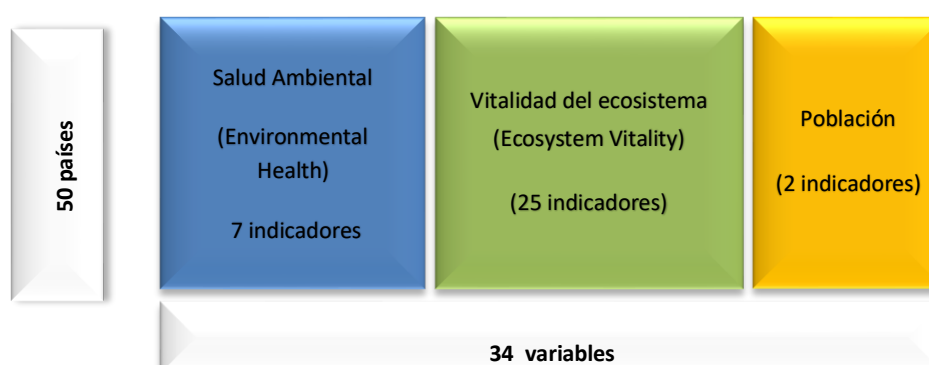 50 países
Salud Ambiental
(Environmental
Health)
7 indicadores
Vitalidad del ecosistema
(Ecosystem Vitality)
(25 indicadores)
Población
(2 indicadores)
34 variables